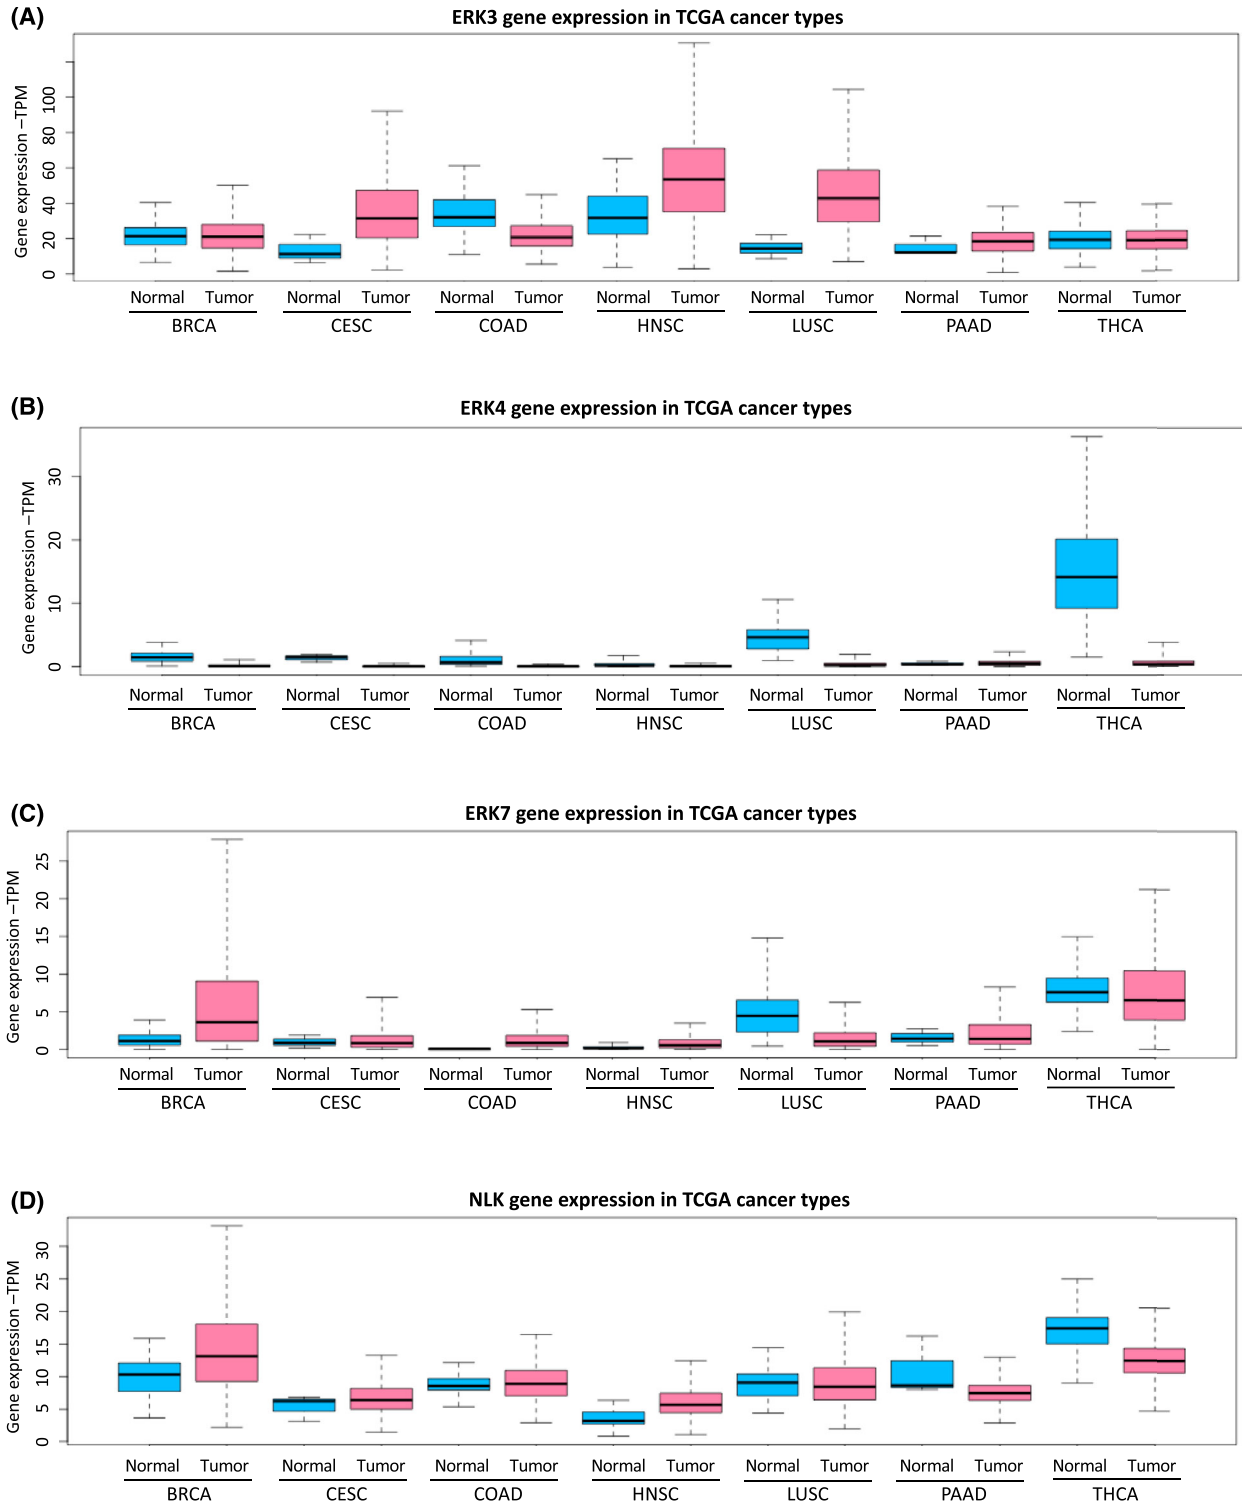 (A)
ERK3 gene expression in TCGA cancer types
Gene expression –TPM
100
80
60
40
20
0
Normal Tumor Normal Tumor Normal Tumor Normal Tumor Normal Tumor Normal Tumor Normal Tumor
BRCA CESC COAD HNSC LUSC PAAD THCA
(B)
ERK4 gene expression in TCGA cancer types
Gene expression –TPM
30
20
10
0
Normal Tumor Normal Tumor Normal Tumor Normal Tumor Normal Tumor Normal Tumor Normal Tumor
BRCA CESC COAD HNSC LUSC PAAD THCA
(C)
ERK7 gene expression in TCGA cancer types
Gene expression –TPM
25
20
15
10
5
0
Normal Tumor Normal Tumor Normal Tumor Normal Tumor Normal Tumor Normal Tumor Normal Tumor
BRCA CESC COAD HNSC LUSC PAAD THCA
(D)
NLK gene expression in TCGA cancer types
Gene expression –TPM
30
25
20
15
10
5
0
Normal Tumor Normal Tumor Normal Tumor Normal Tumor Normal Tumor Normal Tumor Normal Tumor
BRCA CESC COAD HNSC LUSC PAAD THCA